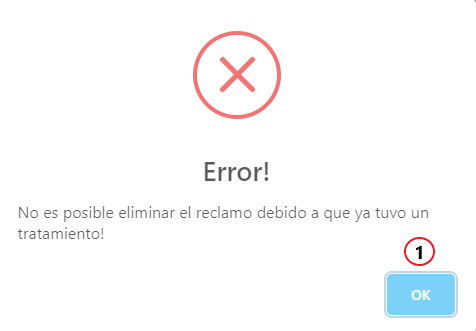 Error!
No es posible eliminar el reclamo debido a que ya tuvo un
tratamiento!
1
OK